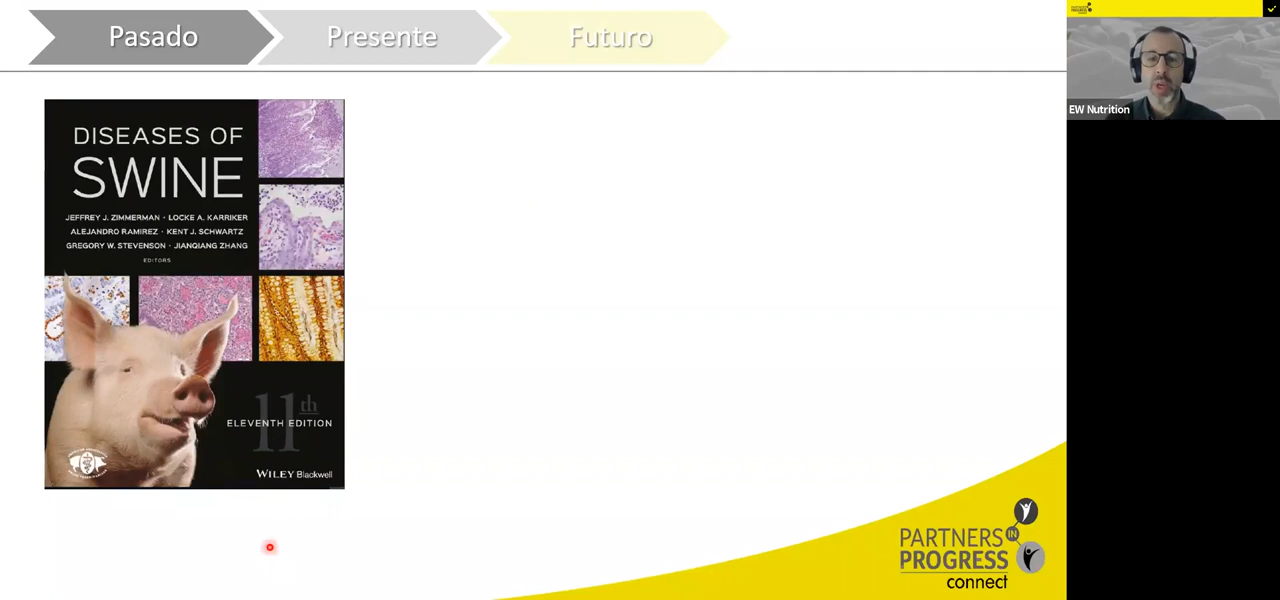 Pasado
Presente
Futuro
DISEASES OF
SWINE
JEFFREY J. ZIMMERMAN · LOCKE A. KARRIKER
ALEJANDRO RAMIREZ · KENT J. SCHWARTZ
GREGORY W. STEVENSON · JIANQIANG ZHANG
EDITORS
11th
ELEVENTH EDITION
WILEY Blackwell
PARTNERS
IN
PROGRESS
connect
EW Nutrition